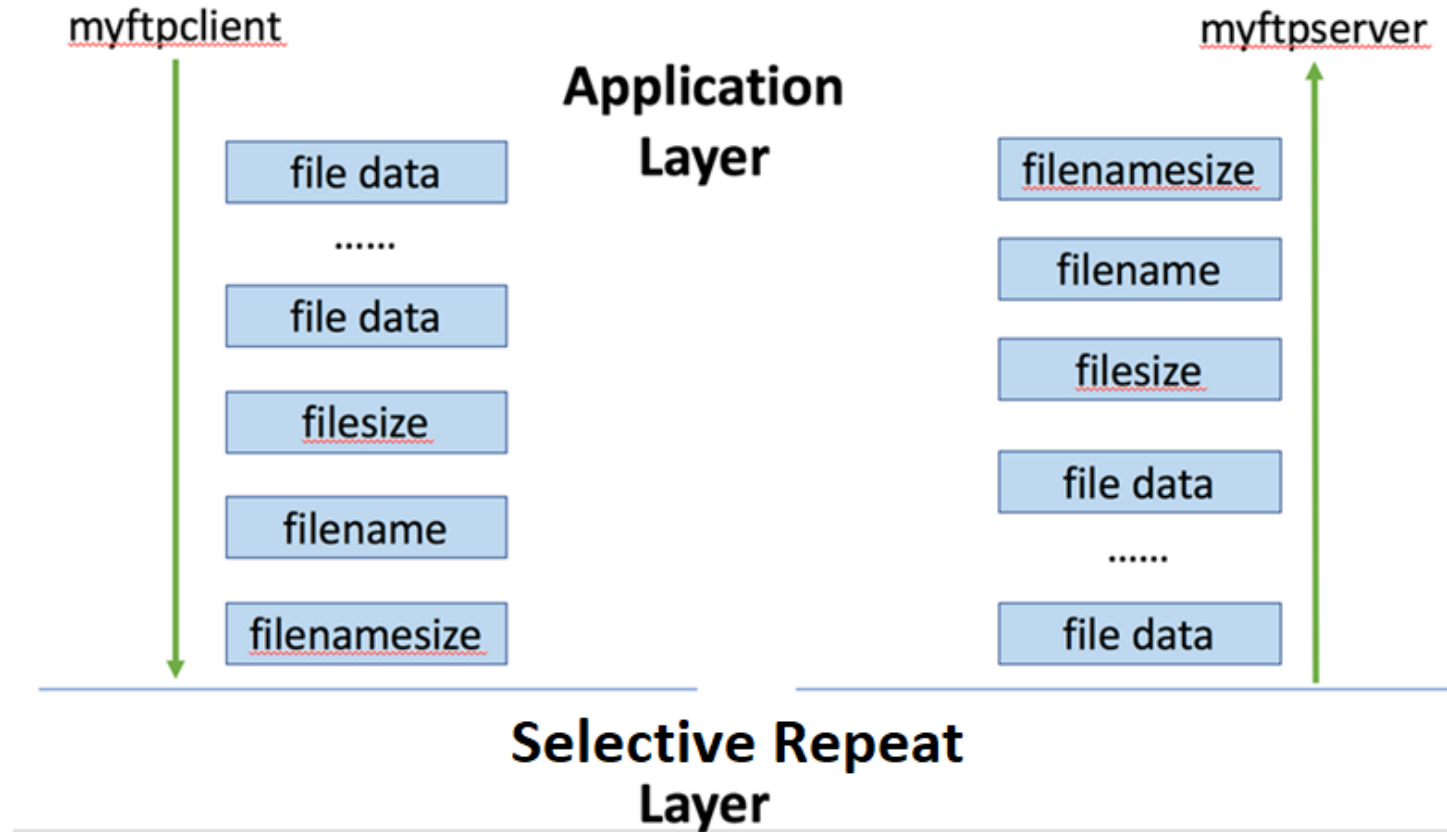 myftpclient
myftpserver
Application
Layer
file data
......
file data
filesize
filename
filenamesize
filenamesize
filename
filesize
file data
......
file data
Selective Repeat
Layer